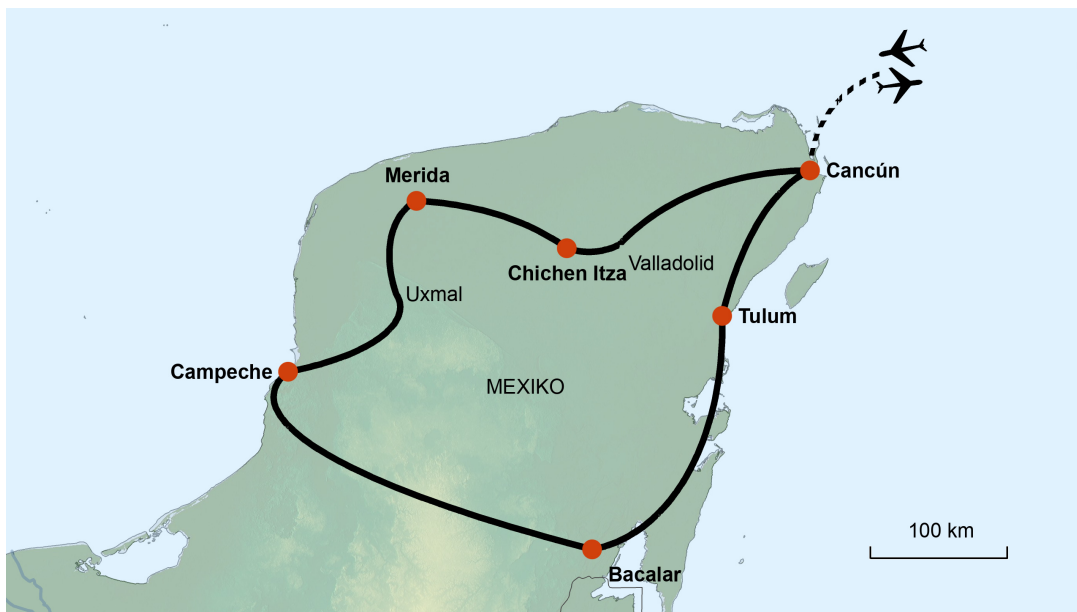 Cancún
Merida
Valladolid
Chichen Itza
Uxmal
Tulum
Campeche
MEXIKO
100 km
Bacalar